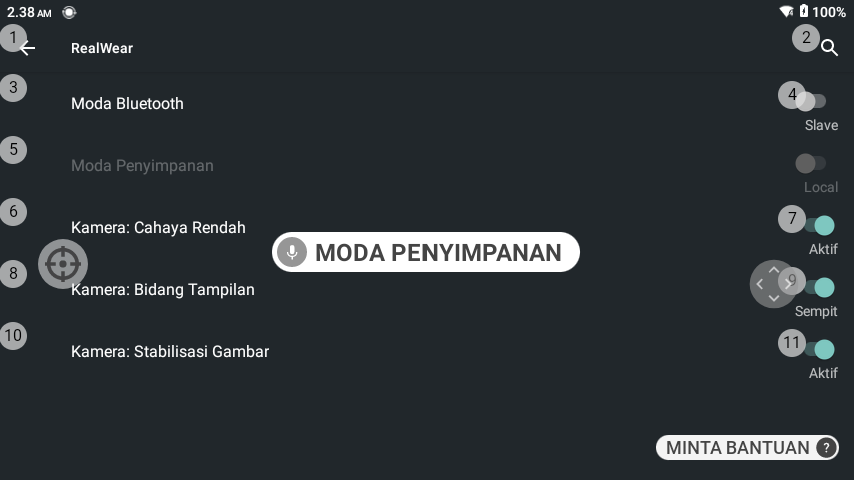 2.38 AM 100%
1 RealWear 2
3 Moda Bluetooth 4
Slave
5 Moda Penyimpanan
Local
6 Kamera: Cahaya Rendah 7
MODA PENYIMPANAN
Aktif
8 Kamera: Bidang Tampilan 9
Sempit
10 Kamera: Stabilisasi Gambar 11
Aktif
MINTA BANTUAN ?